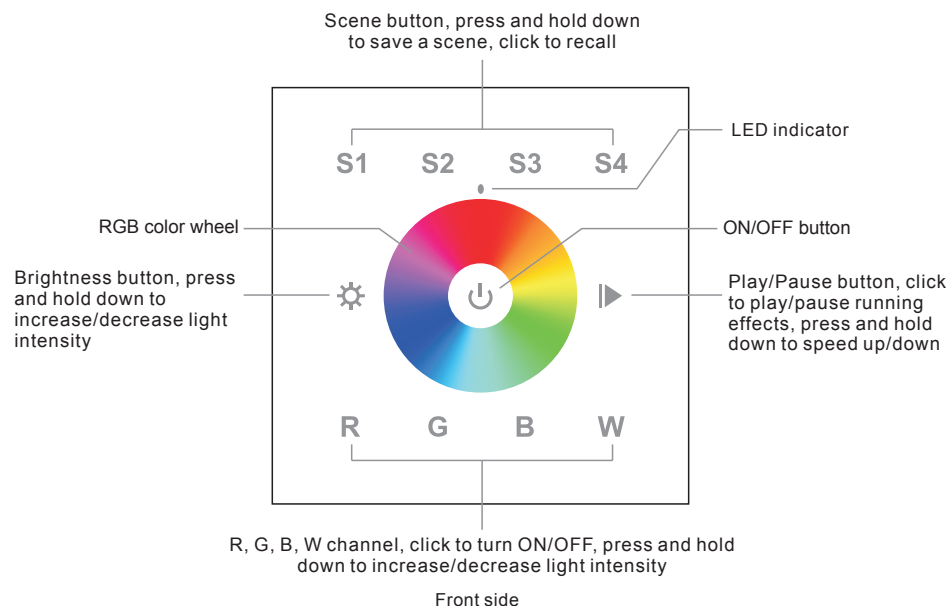 Scene button, press and hold down
to save a scene, click to recall
LED indicator
S1 S2 S3 S4
RGB color wheel
ON/OFF button
Brightness button, press
and hold down to
increase/decrease light
intensity
Play/Pause button, click
to play/pause running
effects, press and hold
down to speed up/down
R G B W
R, G, B, W channel, click to turn ON/OFF, press and hold
down to increase/decrease light intensity
Front side